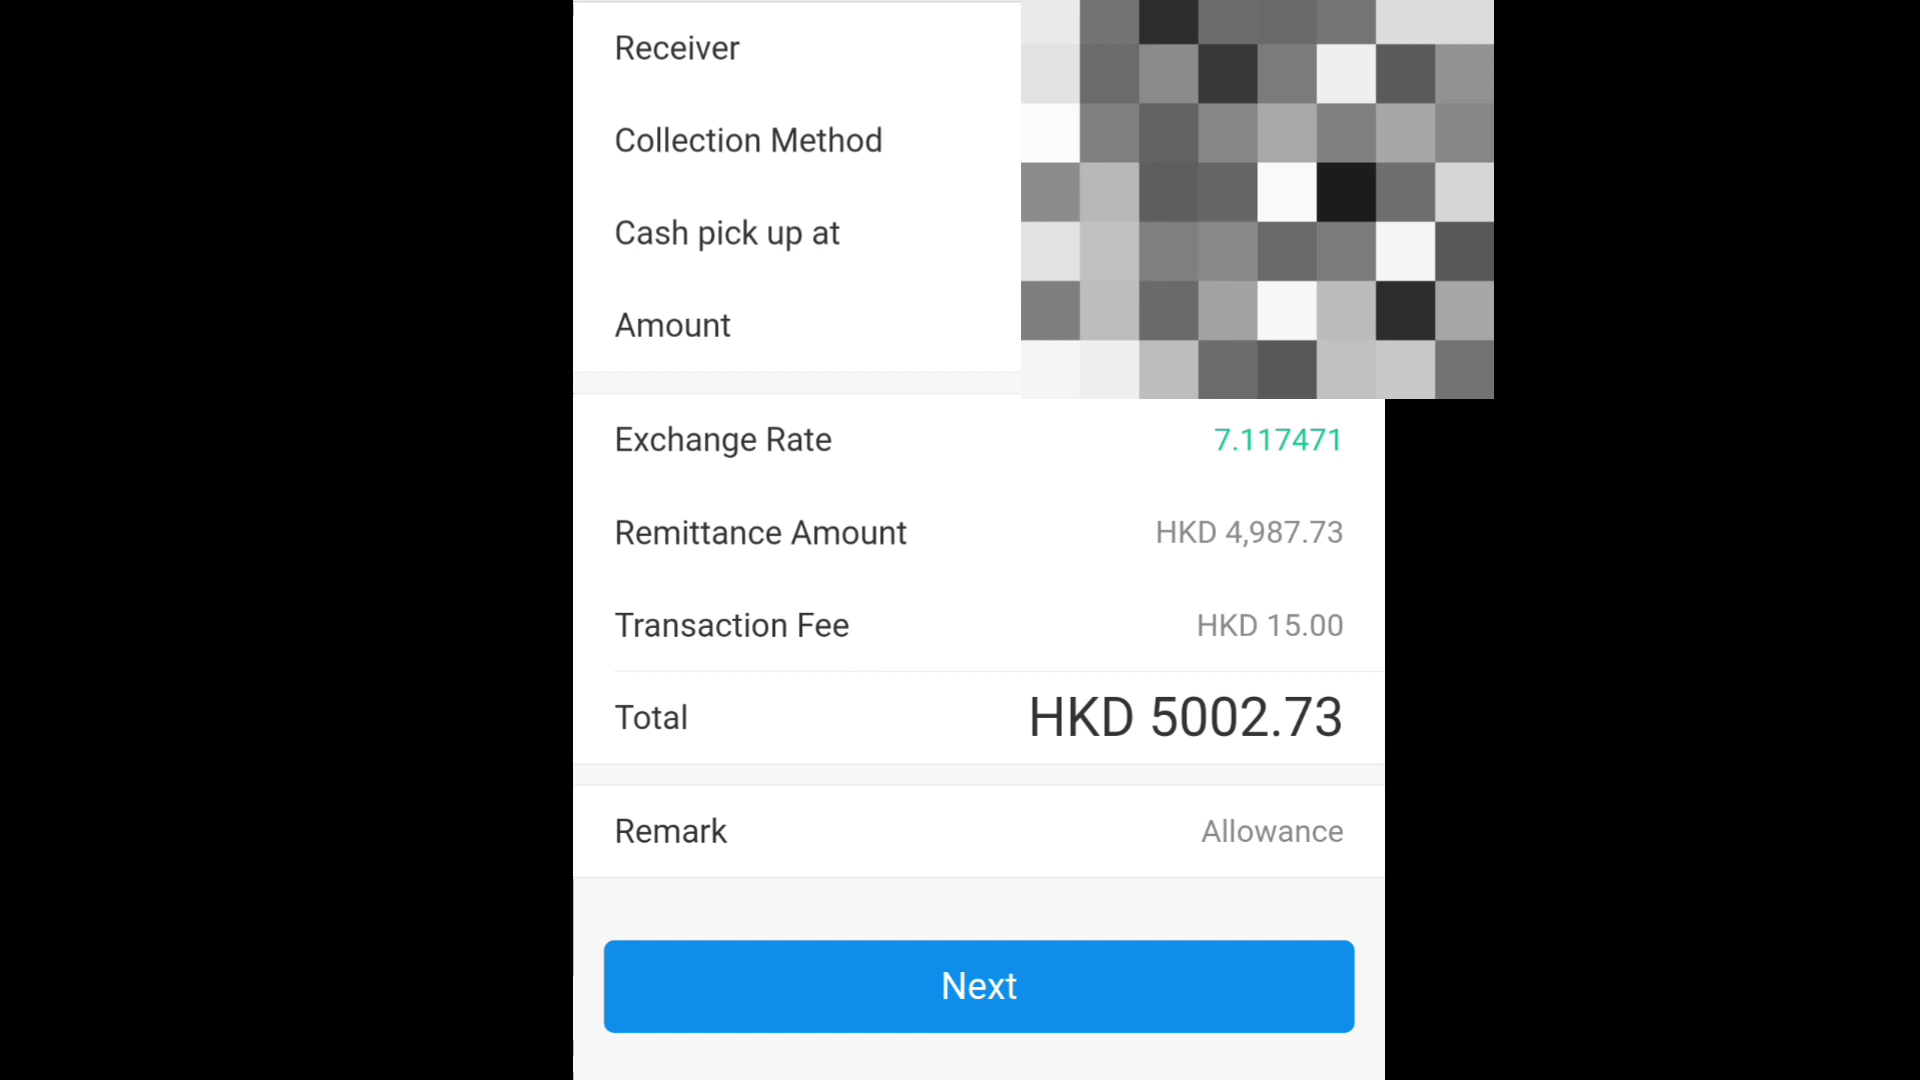 Receiver
Collection Method
Cash pick up at
Amount
Exchange Rate 7.117471
Remittance Amount HKD 4,987.73
Transaction Fee HKD 15.00
Total HKD 5002.73
Remark Allowance
Next